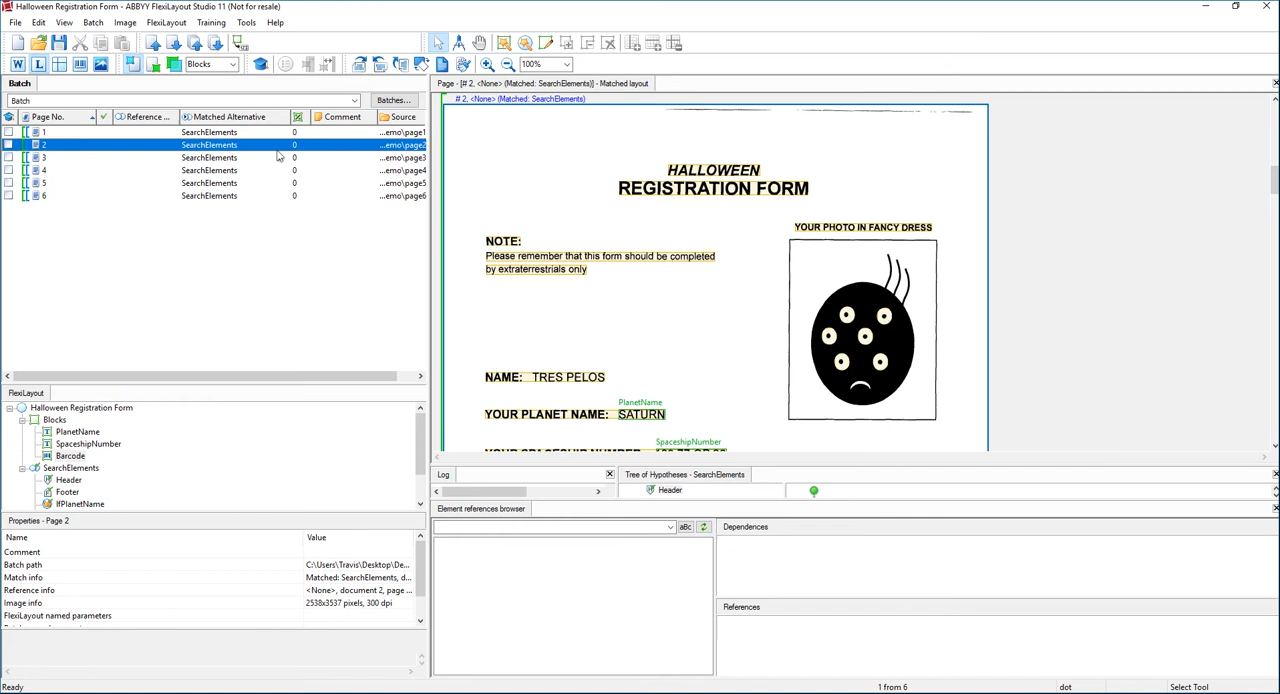 Halloween Registration Form - ABBYY FlexiLayout Studio 11 (Not for resale)
File Edit View Batch Image FlexiLayout Training Tools Help
Blocks 100%
Batch
Page - [# 2, <None> (Matched: SearchElements)] - Matched layout
Batch Batches...
# 2, <None> (Matched: SearchElements)
Page No. Reference ... Matched Alternative Comment Source
1 SearchElements 0 ...emo\page1
2 SearchElements 0 ...emo\page2
3 SearchElements 0 ...emo\page3
4 SearchElements 0 ...emo\page4
5 SearchElements 0 ...emo\page5
6 SearchElements 0 ...emo\page6
HALLOWEEN
REGISTRATION FORM
YOUR PHOTO IN FANCY DRESS
NOTE:
Please remember that this form should be completed
by extraterrestrials only
NAME: TRES PELOS
PlanetName
YOUR PLANET NAME: SATURN
SpaceshipNumber
YOUR SPACESHIP NUMBER
FlexiLayout
Halloween Registration Form
Blocks
PlanetName
SpaceshipNumber
Barcode
SearchElements
Header
Footer
IfPlanetName
Log
Tree of Hypotheses - SearchElements
Header
Element references browser
aBc
Dependences
References
Properties - Page 2
Name Value
Comment
Batch path C:\Users\Travis\Desktop\De...
Match info Matched: SearchElements, d...
Reference info <None>, document 2, page ...
Image info 2538x3537 pixels, 300 dpi
FlexiLayout named parameters
Ready 1 from 6 dot Select Tool